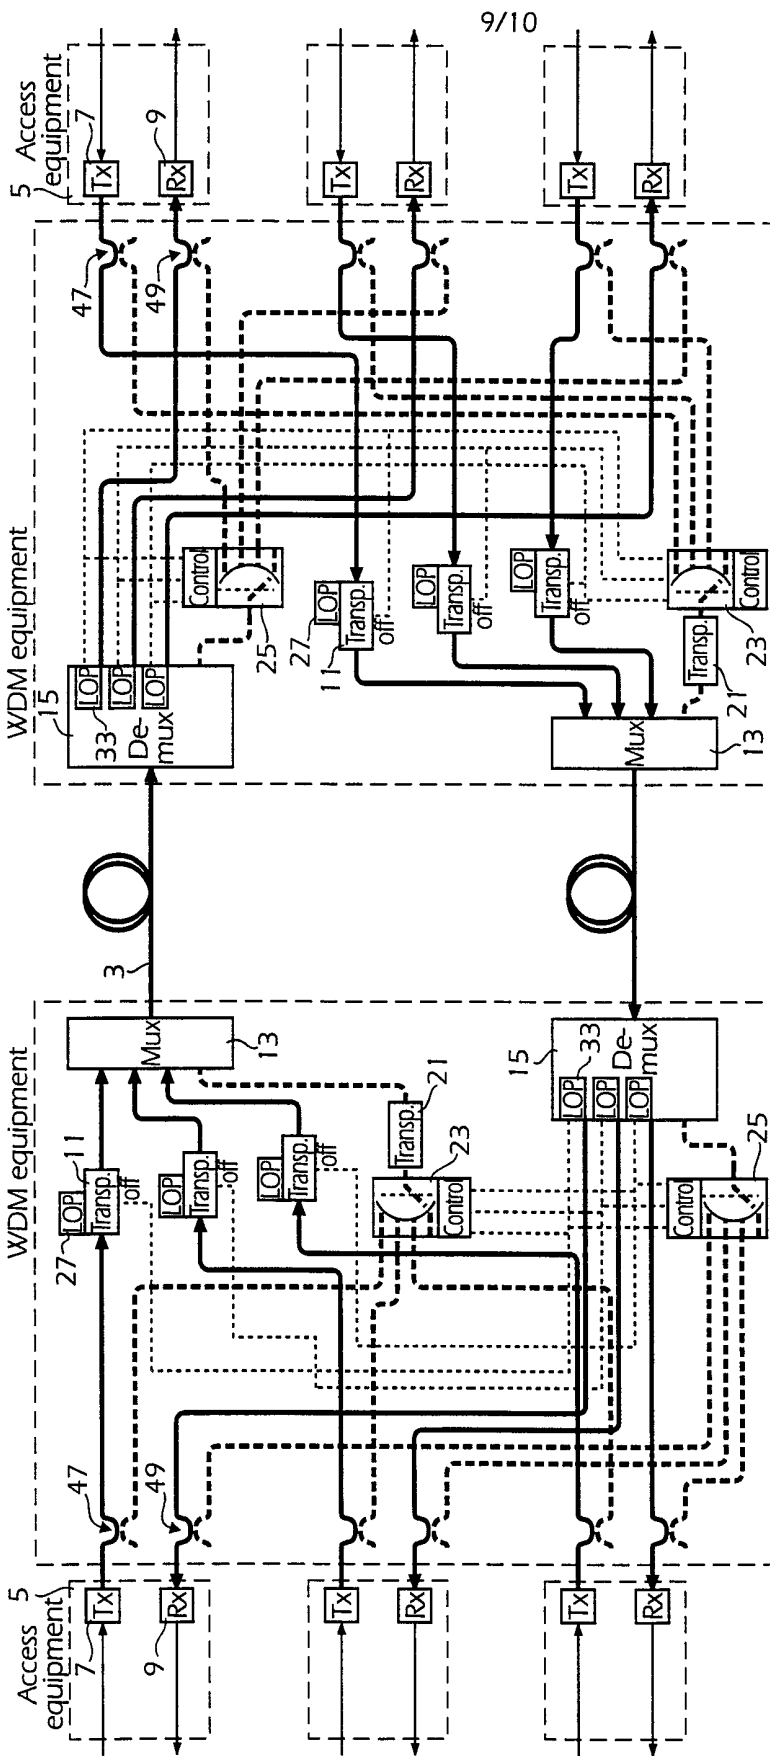 9/10
Access
equipment
5
7
Tx
9
Rx
47
49
Tx
Rx
Tx
Rx
WDM equipment
15
LOP
LOP
LOP
33
De-
mux
Control
25
27
LOP
Transp.
off
11
LOP
Transp.
off
LOP
Transp.
off
Control
23
Transp.
21
Mux
13
3
WDM equipment
Mux
13
27
LOP
11
Transp.
off
LOP
Transp.
off
LOP
Transp.
off
Transp.
21
23
Control
15
LOP
LOP
LOP
33
De-
mux
Control
25
47
49
Access
equipment
5
Tx
7
Rx
9
Tx
Rx
Tx
Rx